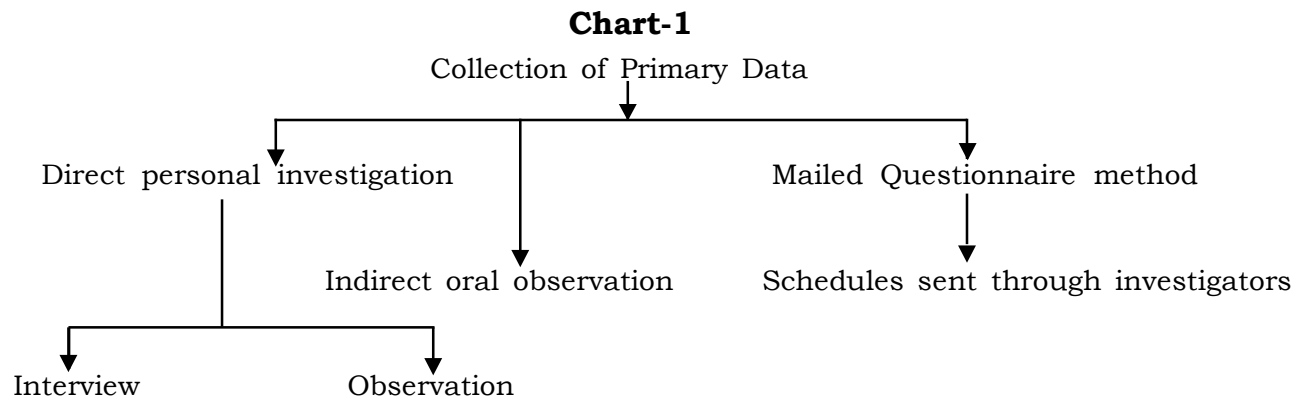 Chart-1
Collection of Primary Data
Direct personal investigation
Mailed Questionnaire method
Indirect oral observation
Schedules sent through investigators
Interview
Observation